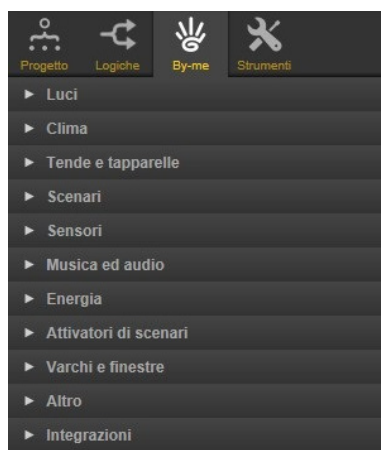 Progetto Logiche By-me Strumenti
Luci
Clima
Tende e tapparelle
Scenari
Sensori
Musica ed audio
Energia
Attivatori di scenari
Varchi e finestre
Altro
Integrazioni